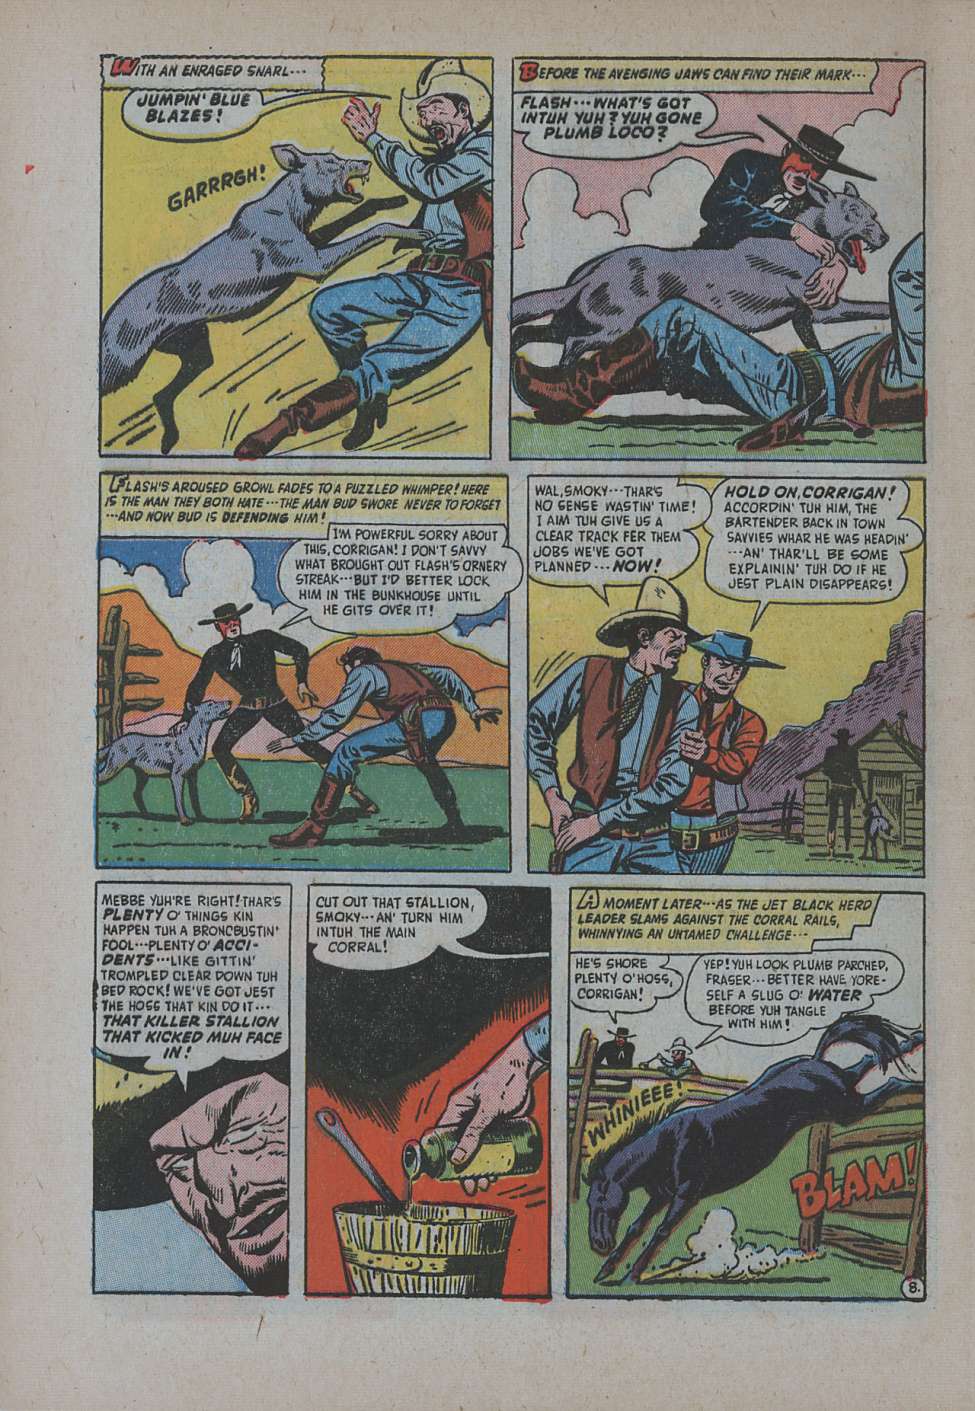 WITH AN ENRAGED SNARL---
JUMPIN' BLUE
BLAZES!
GARRRGH!
BEFORE THE AVENGING JAWS CAN FIND THEIR MARK---
FLASH---WHAT'S GOT
INTUH YUH? YUH GONE
PLUMB LOCO?
FLASH'S AROUSED GROWL FADES TO A PUZZLED WHIMPER! HERE
IS THE MAN THEY BOTH HATE---THE MAN BUD SWORE NEVER TO FORGET
---AND NOW BUD IS DEFENDING HIM!
I'M POWERFUL SORRY ABOUT
THIS, CORRIGAN! I DON'T SAVVY
WHAT BROUGHT OUT FLASH'S ORNERY
STREAK---BUT I'D BETTER LOCK
HIM IN THE BUNKHOUSE UNTIL
HE GITS OVER IT!
WAL, SMOKY---THAR'S
NO SENSE WASTIN' TIME!
I AIM TUH GIVE US A
CLEAR TRACK FER THEM
JOBS WE'VE GOT
PLANNED---NOW!
HOLD ON, CORRIGAN!
ACCORDIN' TUH HIM, THE
BARTENDER BACK IN TOWN
SAVVIES WHAR HE WAS HEADIN'
---AN' THAR'LL BE SOME
EXPLAININ' TUH DO IF HE
JEST PLAIN DISAPPEARS!
MEBBE YUH'RE RIGHT! THAR'S
PLENTY O' THINGS KIN
HAPPEN TUH A BRONCBUSTIN'
FOOL---PLENTY O' ACCI-
DENTS---LIKE GITTIN'
TROMPLED CLEAR DOWN TUH
BED ROCK! WE'VE GOT JEST
THE HOSS THAT KIN DO IT---
THAT KILLER STALLION
THAT KICKED MUH FACE
IN!
CUT OUT THAT STALLION,
SMOKY---AN' TURN HIM
INTUH THE MAIN
CORRAL!
A MOMENT LATER---AS THE JET BLACK HERD
LEADER SLAMS AGAINST THE CORRAL RAILS,
WHINNYING AN UNTAMED CHALLENGE---
HE'S SHORE
PLENTY O'HOSS,
CORRIGAN!
YEP! YUH LOOK PLUMB PARCHED,
FRASER---BETTER HAVE YORE-
SELF A SLUG O' WATER
BEFORE YUH TANGLE
WITH HIM!
WHINIEEE!
BLAM!
8.